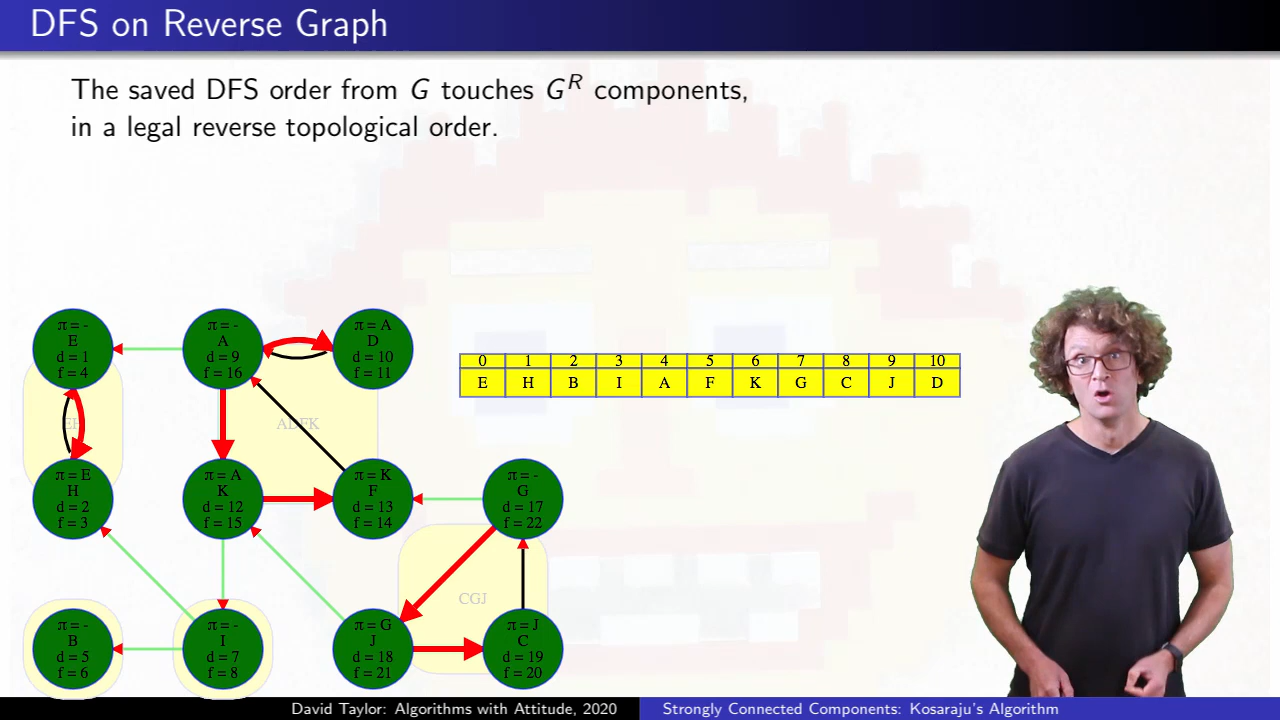 DFS on Reverse Graph
The saved DFS order from G touches G^R components,
in a legal reverse topological order.
π = -
E
d = 1
f = 4
π = -
A
d = 9
f = 16
π = A
D
d = 10
f = 11
0 1 2 3 4 5 6 7 8 9 10
E H B I A F K G C J D
ADFK
π = E
H
d = 2
f = 3
π = A
K
d = 12
f = 15
π = K
F
d = 13
f = 14
π = -
G
d = 17
f = 22
CGJ
π = -
B
d = 5
f = 6
π = -
I
d = 7
f = 8
π = G
J
d = 18
f = 21
π = J
C
d = 19
f = 20
David Taylor: Algorithms with Attitude, 2020
Strongly Connected Components: Kosaraju's Algorithm